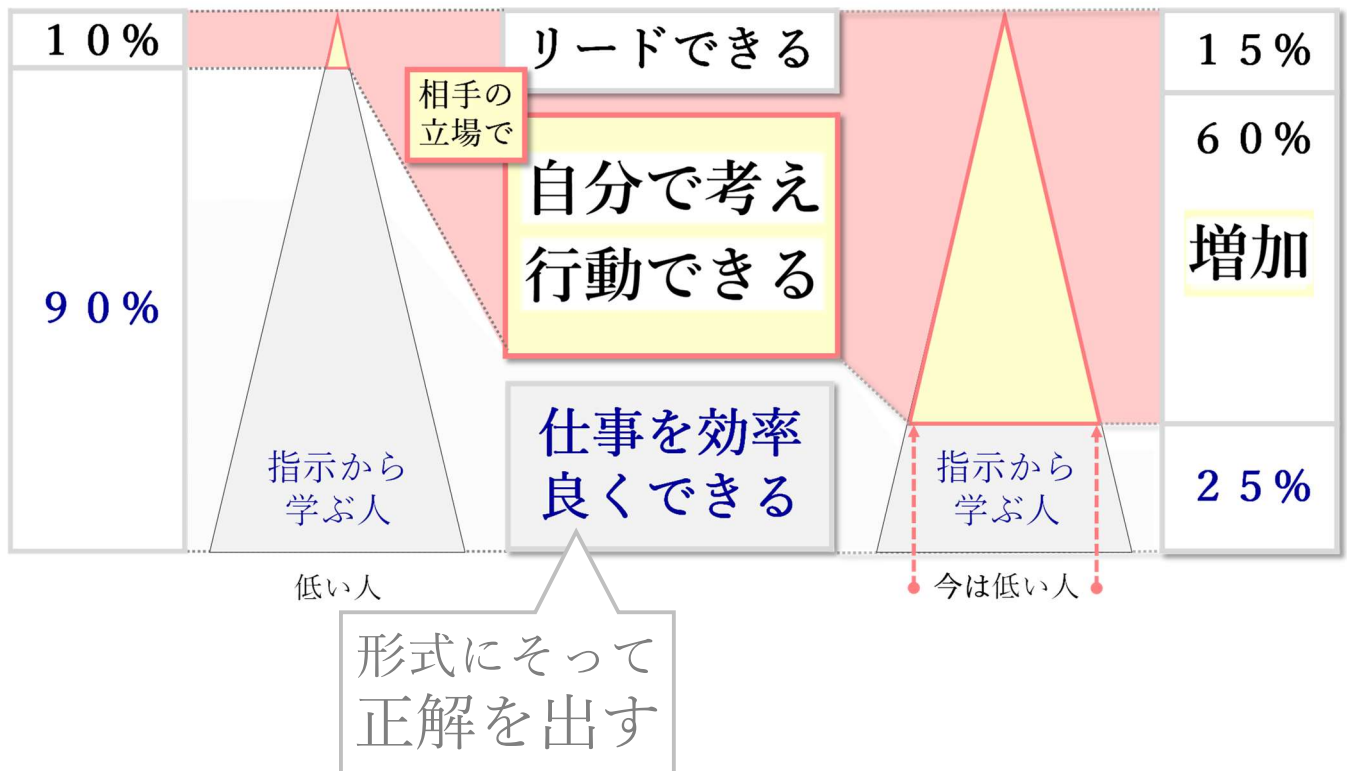 １０%
９０%
指示から
学ぶ人
低い人
リードできる
相手の
立場で
自分で考え
行動できる
仕事を効率
良くできる
形式にそって
正解を出す
指示から
学ぶ人
今は低い人
１５%
６０%
増加
２５%